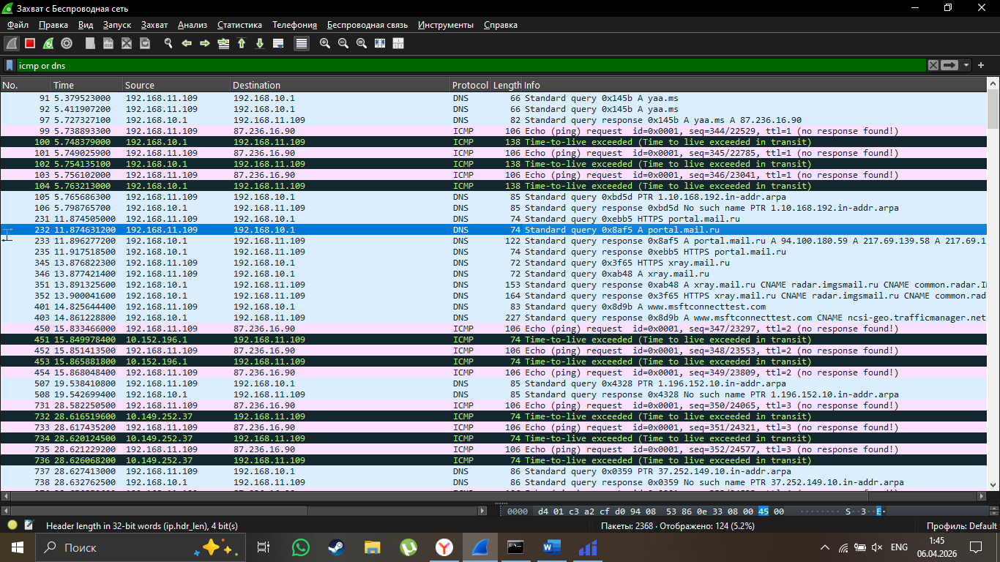 Захват с Беспроводная сеть
Файл Правка Вид Запуск Захват Анализ Статистика Телефония Беспроводная связь Инструменты Справка
icmp or dns
No. Time Source Destination Protocol Length Info
91 5.379523000 192.168.11.109 192.168.10.1 DNS 66 Standard query 0x145b A yaa.ms
92 5.411907200 192.168.11.109 192.168.10.1 DNS 66 Standard query 0x145b A yaa.ms
97 5.727327100 192.168.10.1 192.168.11.109 DNS 82 Standard query response 0x145b A yaa.ms A 87.236.16.90
99 5.738893300 192.168.11.109 87.236.16.90 ICMP 106 Echo (ping) request id=0x0001, seq=344/22529, ttl=1 (no response found!)
100 5.748379000 192.168.10.1 192.168.11.109 ICMP 138 Time-to-live exceeded (Time to live exceeded in transit)
101 5.749025900 192.168.11.109 87.236.16.90 ICMP 106 Echo (ping) request id=0x0001, seq=345/22785, ttl=1 (no response found!)
102 5.754135100 192.168.10.1 192.168.11.109 ICMP 138 Time-to-live exceeded (Time to live exceeded in transit)
103 5.756102000 192.168.11.109 87.236.16.90 ICMP 106 Echo (ping) request id=0x0001, seq=346/23041, ttl=1 (no response found!)
104 5.763213000 192.168.10.1 192.168.11.109 ICMP 138 Time-to-live exceeded (Time to live exceeded in transit)
105 5.765686300 192.168.11.109 192.168.10.1 DNS 85 Standard query 0xbd5d PTR 1.10.168.192.in-addr.arpa
106 5.798765700 192.168.10.1 192.168.11.109 DNS 85 Standard query response 0xbd5d No such name PTR 1.10.168.192.in-addr.arpa
231 11.874505000 192.168.11.109 192.168.10.1 DNS 74 Standard query 0xebb5 HTTPS portal.mail.ru
232 11.874631200 192.168.11.109 192.168.10.1 DNS 74 Standard query 0x8af5 A portal.mail.ru
233 11.896277200 192.168.10.1 192.168.11.109 DNS 122 Standard query response 0x8af5 A portal.mail.ru A 94.100.180.59 A 217.69.139.58 A 217.69.1
235 11.917518500 192.168.10.1 192.168.11.109 DNS 74 Standard query response 0xebb5 HTTPS portal.mail.ru
345 13.876822300 192.168.11.109 192.168.10.1 DNS 72 Standard query 0x3f65 HTTPS xray.mail.ru
346 13.877421400 192.168.11.109 192.168.10.1 DNS 72 Standard query 0xab48 A xray.mail.ru
351 13.891325600 192.168.10.1 192.168.11.109 DNS 153 Standard query response 0xab48 A xray.mail.ru CNAME radar.imgsmail.ru CNAME common.radar.I
352 13.900041600 192.168.10.1 192.168.11.109 DNS 164 Standard query response 0x3f65 HTTPS xray.mail.ru CNAME radar.imgsmail.ru CNAME common.rad
401 14.825644400 192.168.11.109 192.168.10.1 DNS 83 Standard query 0x8d9b A www.msftconnecttest.com
403 14.861228800 192.168.10.1 192.168.11.109 DNS 227 Standard query response 0x8d9b A www.msftconnecttest.com CNAME ncsi-geo.trafficmanager.net
450 15.833466000 192.168.11.109 87.236.16.90 ICMP 106 Echo (ping) request id=0x0001, seq=347/23297, ttl=2 (no response found!)
451 15.849978400 10.152.196.1 192.168.11.109 ICMP 74 Time-to-live exceeded (Time to live exceeded in transit)
452 15.851413500 192.168.11.109 87.236.16.90 ICMP 106 Echo (ping) request id=0x0001, seq=348/23553, ttl=2 (no response found!)
453 15.865881800 10.152.196.1 192.168.11.109 ICMP 74 Time-to-live exceeded (Time to live exceeded in transit)
454 15.868048400 192.168.11.109 87.236.16.90 ICMP 106 Echo (ping) request id=0x0001, seq=349/23809, ttl=2 (no response found!)
507 19.538410800 192.168.11.109 192.168.10.1 DNS 85 Standard query 0x4328 PTR 1.196.152.10.in-addr.arpa
508 19.542699400 192.168.10.1 192.168.11.109 DNS 85 Standard query response 0x4328 No such name PTR 1.196.152.10.in-addr.arpa
731 28.582250500 192.168.11.109 87.236.16.90 ICMP 106 Echo (ping) request id=0x0001, seq=350/24065, ttl=3 (no response found!)
732 28.616519600 10.149.252.37 192.168.11.109 ICMP 74 Time-to-live exceeded (Time to live exceeded in transit)
733 28.617435200 192.168.11.109 87.236.16.90 ICMP 106 Echo (ping) request id=0x0001, seq=351/24321, ttl=3 (no response found!)
734 28.620124500 10.149.252.37 192.168.11.109 ICMP 74 Time-to-live exceeded (Time to live exceeded in transit)
735 28.621229200 192.168.11.109 87.236.16.90 ICMP 106 Echo (ping) request id=0x0001, seq=352/24577, ttl=3 (no response found!)
736 28.626068200 10.149.252.37 192.168.11.109 ICMP 74 Time-to-live exceeded (Time to live exceeded in transit)
737 28.627413000 192.168.11.109 192.168.10.1 DNS 86 Standard query 0x0359 PTR 37.252.149.10.in-addr.arpa
738 28.632762500 192.168.10.1 192.168.11.109 DNS 86 Standard query response 0x0359 No such name PTR 37.252.149.10.in-addr.arpa
0000 d4 01 c3 a2 cf d0 94 08 53 86 0e 33 08 00 45 00 ········ S··3··E·
Header length in 32-bit words (ip.hdr_len), 4 bit(s) Пакеты: 2368 · Отображено: 124 (5.2%) Профиль: Default
Поиск ENG 1:45
06.04.2026